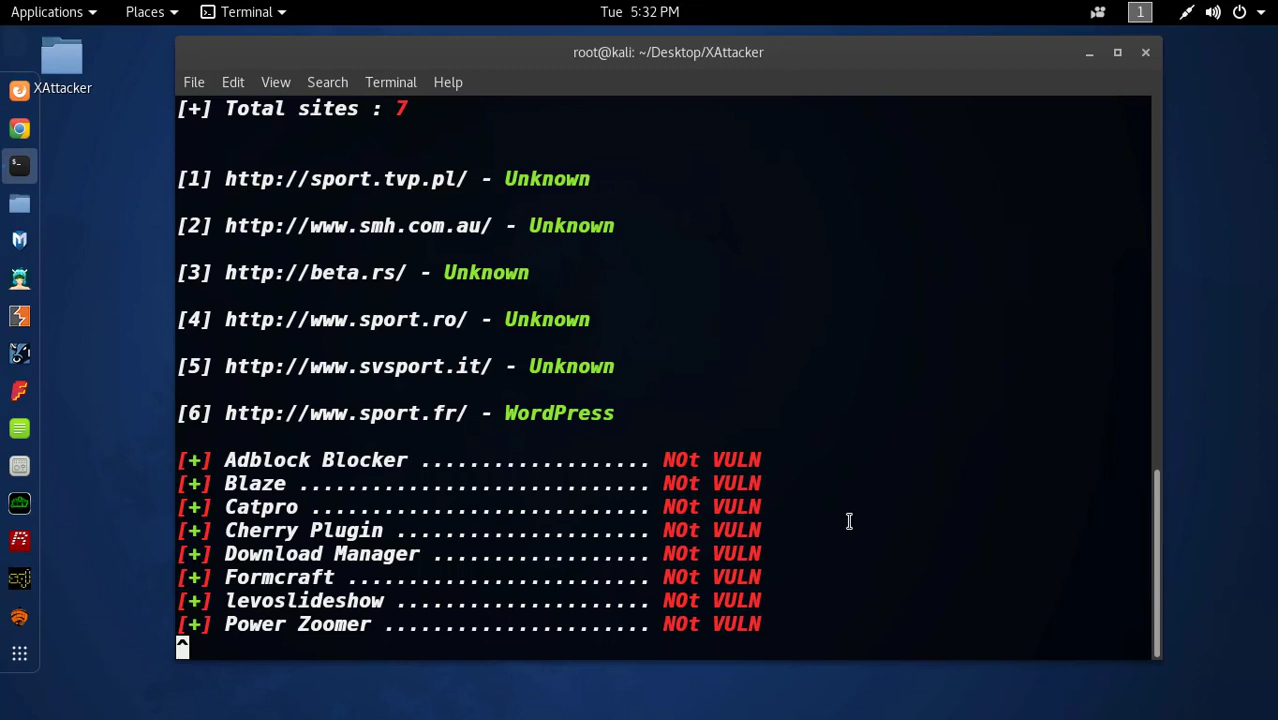 Applications Places Terminal Tue 5:32 PM 1
XAttacker
root@kali: ~/Desktop/XAttacker
File Edit View Search Terminal Help
[+] Total sites : 7
[1] http://sport.tvp.pl/ - Unknown
[2] http://www.smh.com.au/ - Unknown
[3] http://beta.rs/ - Unknown
[4] http://www.sport.ro/ - Unknown
[5] http://www.svsport.it/ - Unknown
[6] http://www.sport.fr/ - WordPress
[+] Adblock Blocker ................... NOt VULN
[+] Blaze ............................. NOt VULN
[+] Catpro ............................ NOt VULN
[+] Cherry Plugin ..................... NOt VULN
[+] Download Manager .................. NOt VULN
[+] Formcraft ......................... NOt VULN
[+] levoslideshow ..................... NOt VULN
[+] Power Zoomer ...................... NOt VULN
^